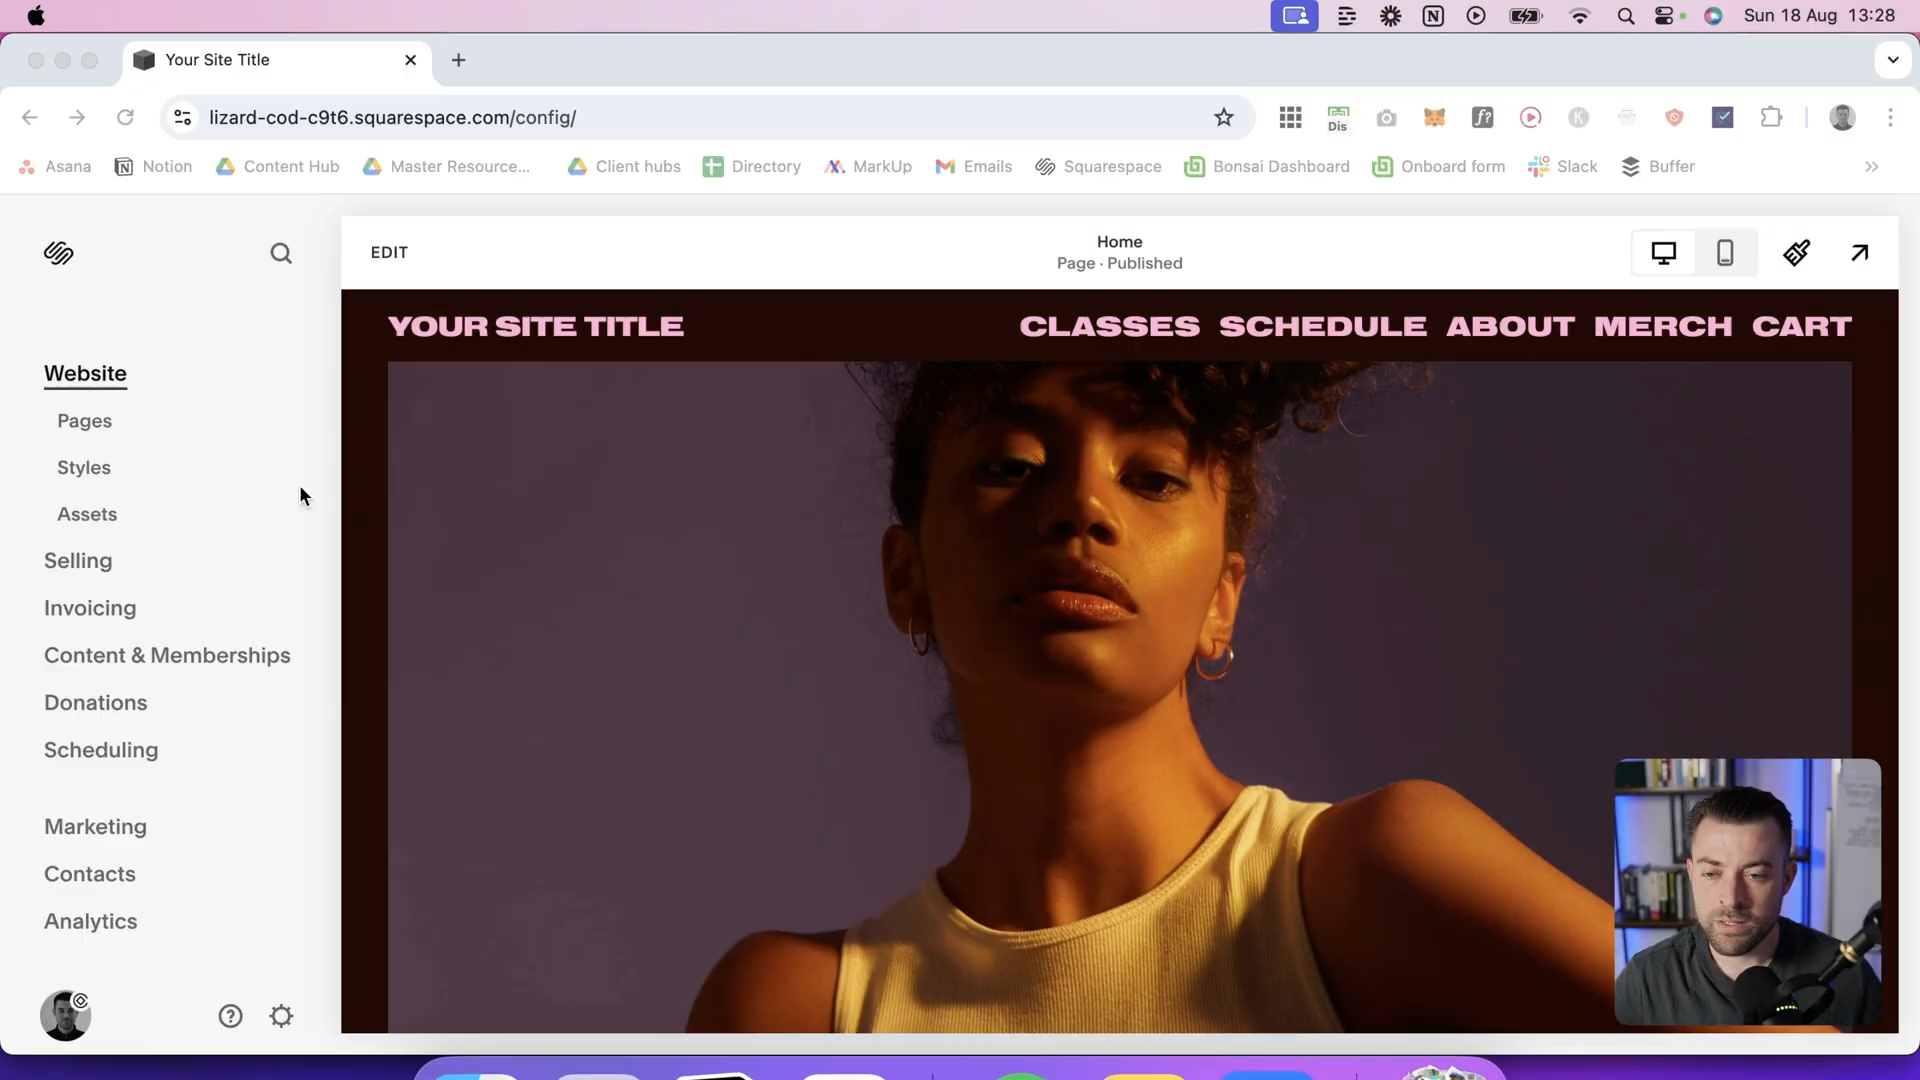 Sun 18 Aug 13:28
Your Site Title
lizard-cod-c9t6.squarespace.com/config/
Dis
f?
K
Asana
Notion
Content Hub
Master Resource...
Client hubs
Directory
MarkUp
Emails
Squarespace
Bonsai Dashboard
Onboard form
Slack
Buffer
EDIT
Home
Page · Published
YOUR SITE TITLE
CLASSES SCHEDULE ABOUT MERCH CART
Website
Pages
Styles
Assets
Selling
Invoicing
Content & Memberships
Donations
Scheduling
Marketing
Contacts
Analytics